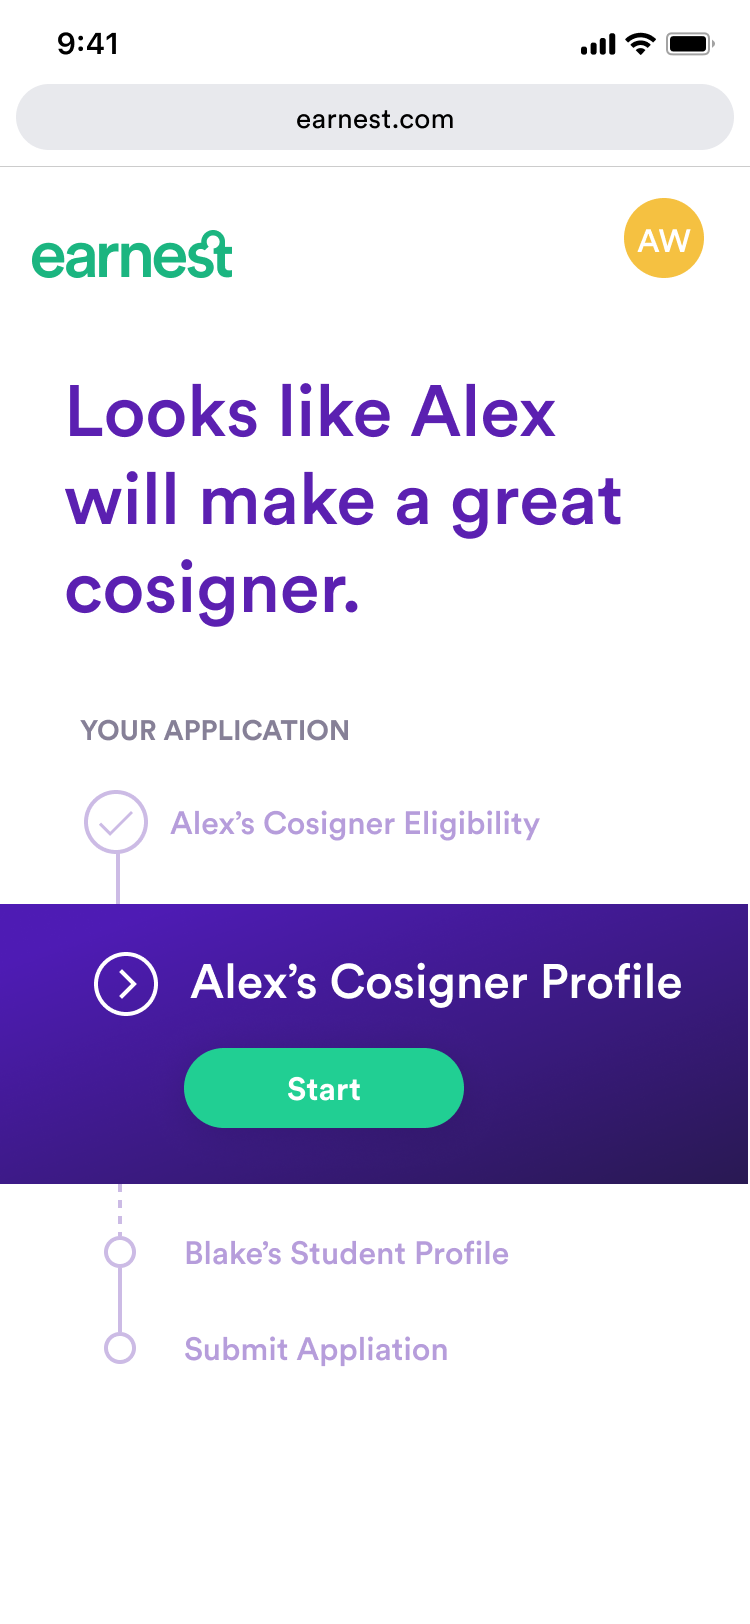 9:41
earnest.com
earnest
AW
Looks like Alex
will make a great
cosigner.
YOUR APPLICATION
Alex’s Cosigner Eligibility
Alex’s Cosigner Profile
Start
Blake’s Student Profile
Submit Appliation